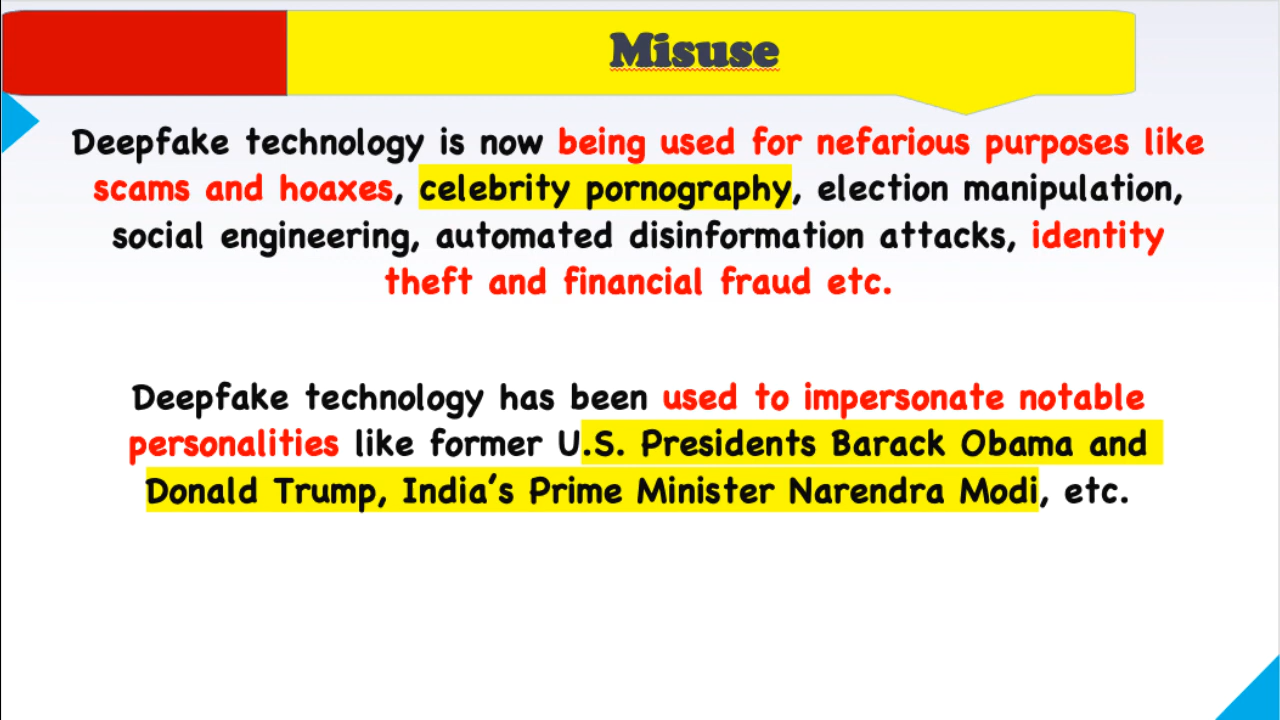 Misuse
Deepfake technology is now being used for nefarious purposes like
scams and hoaxes, celebrity pornography, election manipulation,
social engineering, automated disinformation attacks, identity
theft and financial fraud etc.
Deepfake technology has been used to impersonate notable
personalities like former U.S. Presidents Barack Obama and
Donald Trump, India’s Prime Minister Narendra Modi, etc.